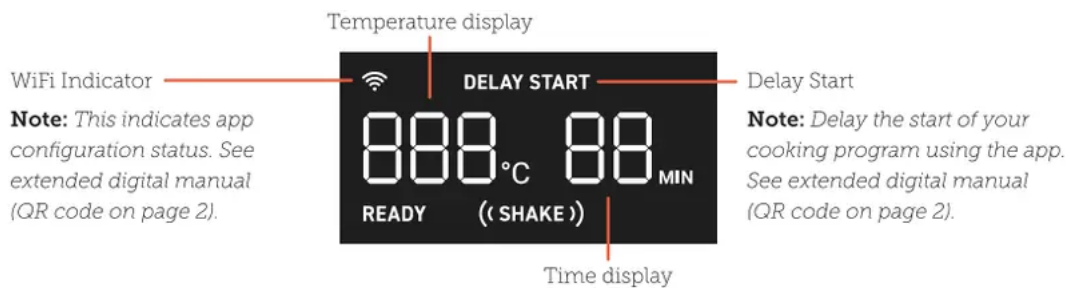 Temperature display
WiFi Indicator
Note: This indicates app
configuration status. See
extended digital manual
(QR code on page 2).
DELAY START
888°C 88 MIN
READY ((SHAKE))
Delay Start
Note: Delay the start of your
cooking program using the app.
See extended digital manual
(QR code on page 2).
Time display